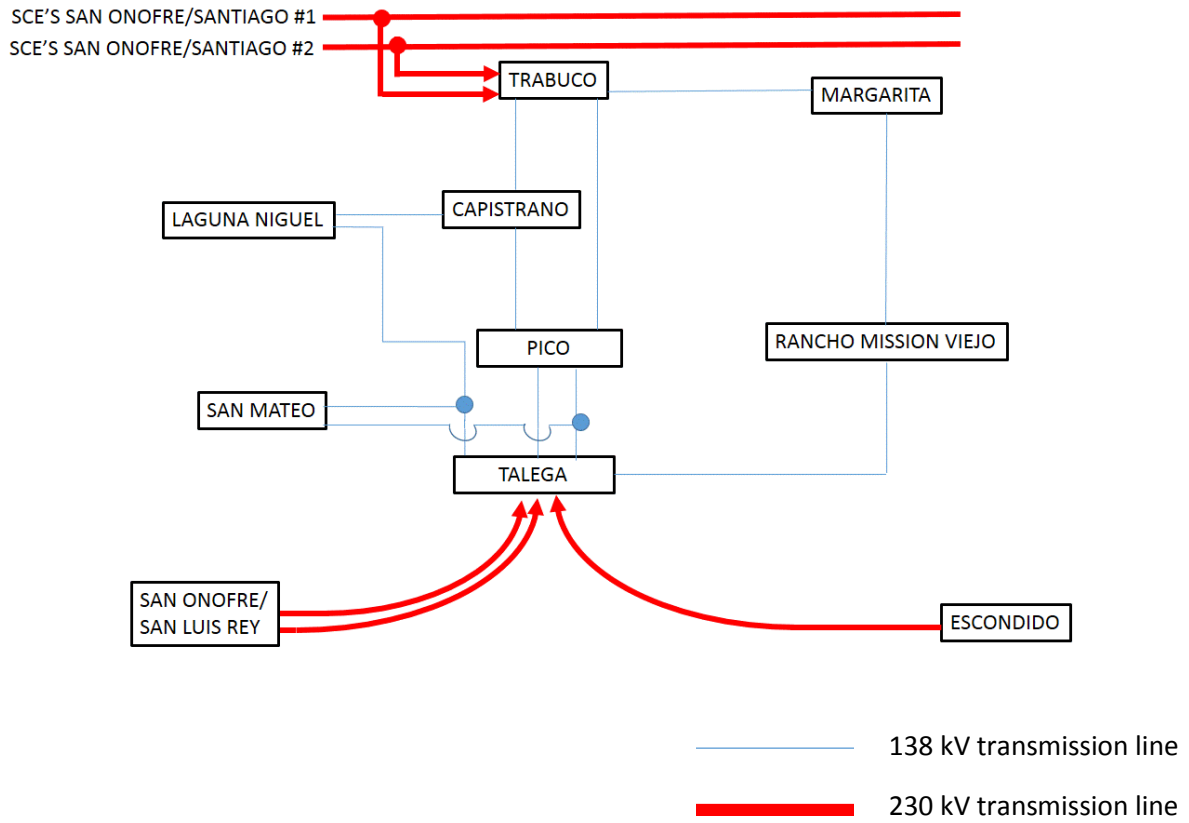 SCE'S SAN ONOFRE/SANTIAGO #1
SCE'S SAN ONOFRE/SANTIAGO #2
TRABUCO
MARGARITA
CAPISTRANO
LAGUNA NIGUEL
PICO
RANCHO MISSION VIEJO
SAN MATEO
TALEGA
SAN ONOFRE/
SAN LUIS REY
ESCONDIDO
138 kV transmission line
230 kV transmission line